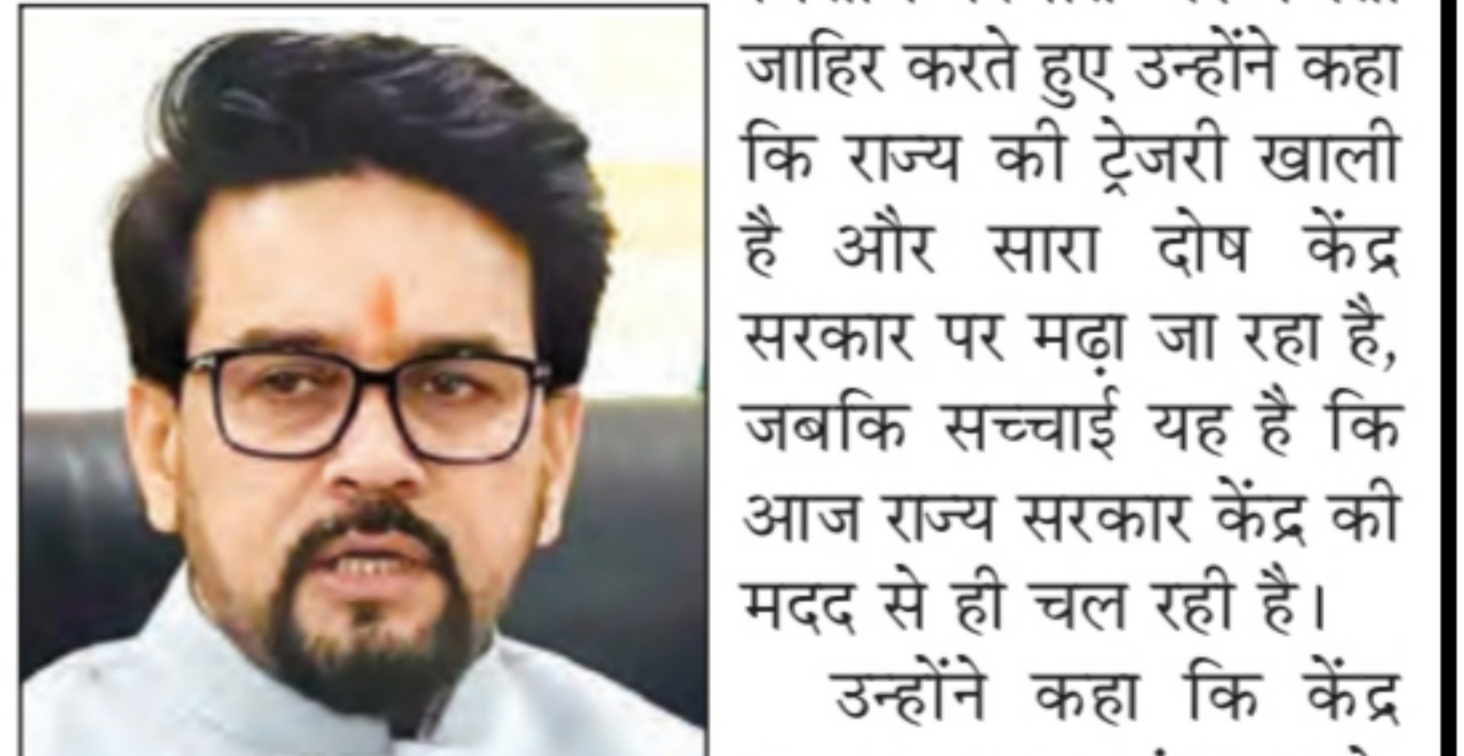 जाहिर करते हुए उन्होंने कहा
कि राज्य की ट्रेजरी खाली
है और सारा दोष केंद्र
सरकार पर मढ़ा जा रहा है,
जबकि सच्चाई यह है कि
आज राज्य सरकार केंद्र की
मदद से ही चल रही है।
उन्होंने कहा कि केंद्र